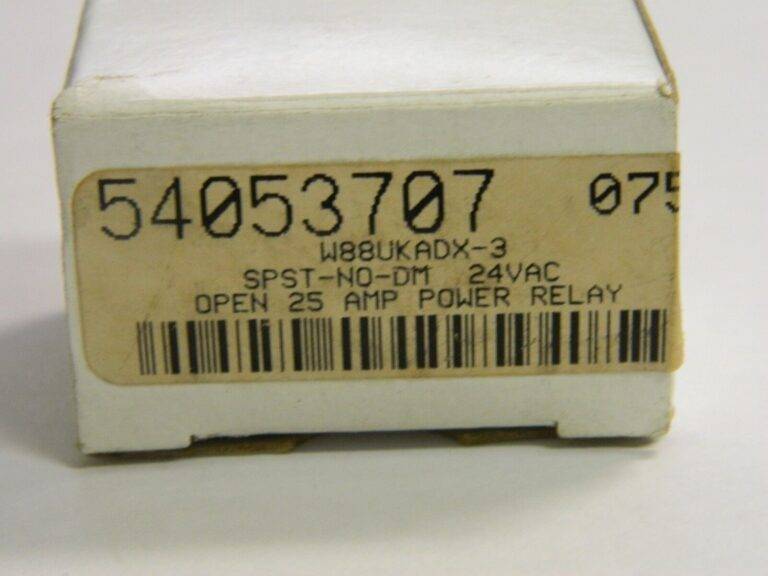 54053707 075
W88UKADX-3
SPST-NO-DM 24VAC
OPEN 25 AMP POWER RELAY